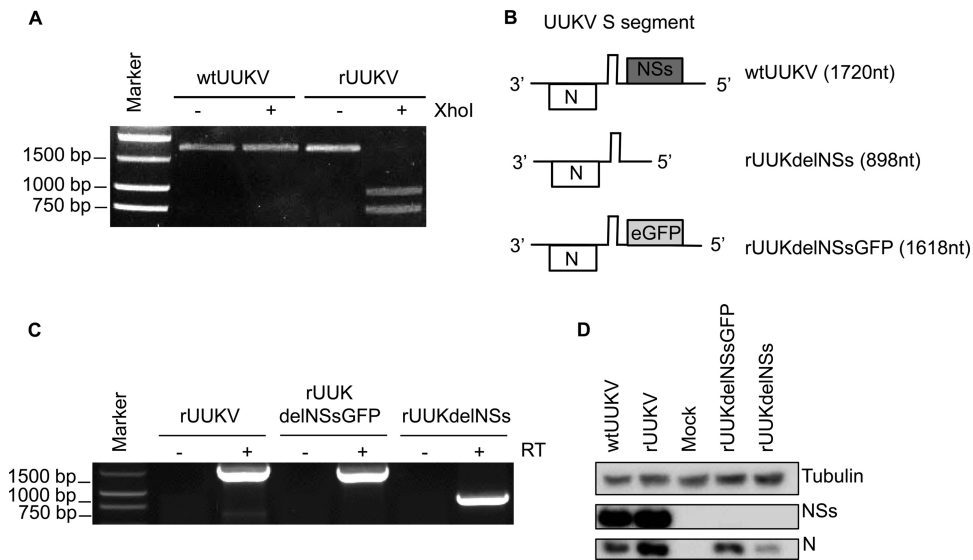 A
Marker
wtUUKV rUUKV
- + - + XhoI
1500 bp
1000 bp
750 bp
B
UUKV S segment
3’ N NSs 5’ wtUUKV (1720nt)
3’ N 5’ rUUKdelNSs (898nt)
3’ N eGFP 5’ rUUKdelNSsGFP (1618nt)
C
Marker
rUUKV
rUUK
delNSsGFP
rUUKdelNSs
- + - + - + RT
1500 bp
1000 bp
750 bp
D
wtUUKV
rUUKV
Mock
rUUKdelNSsGFP
rUUKdelNSs
Tubulin
NSs
N